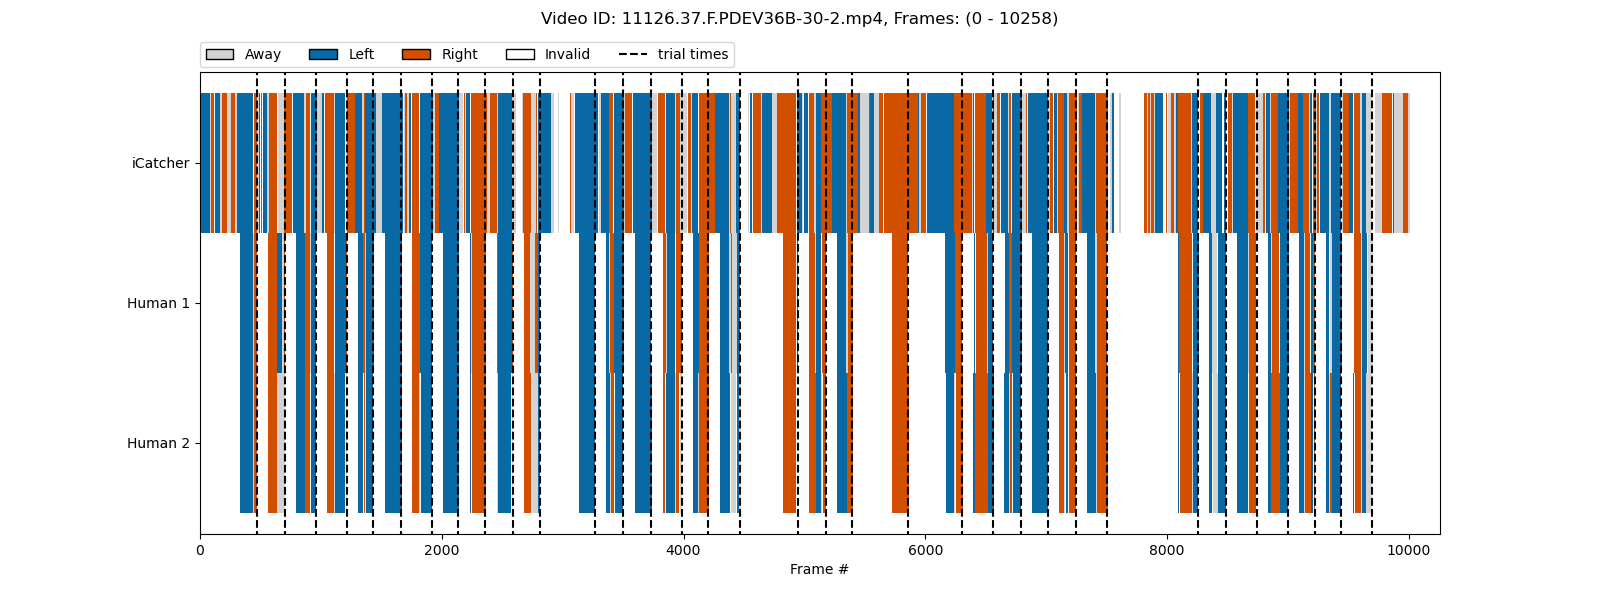 Video ID: 11126.37.F.PDEV36B-30-2.mp4, Frames: (0 - 10258)
Away Left Right Invalid trial times
iCatcher
Human 1
Human 2
0 2000 4000 6000 8000 10000
Frame #